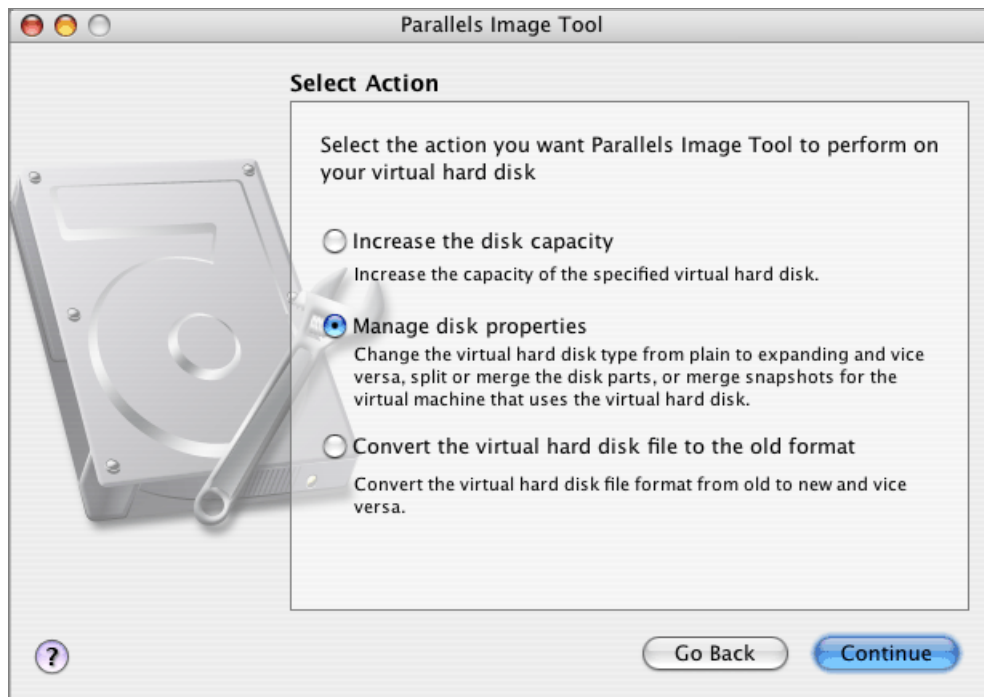 Parallels Image Tool
Select Action
Select the action you want Parallels Image Tool to perform on
your virtual hard disk
Increase the disk capacity
Increase the capacity of the specified virtual hard disk.
Manage disk properties
Change the virtual hard disk type from plain to expanding and vice
versa, split or merge the disk parts, or merge snapshots for the
virtual machine that uses the virtual hard disk.
Convert the virtual hard disk file to the old format
Convert the virtual hard disk file format from old to new and vice
versa.
?
Go Back
Continue